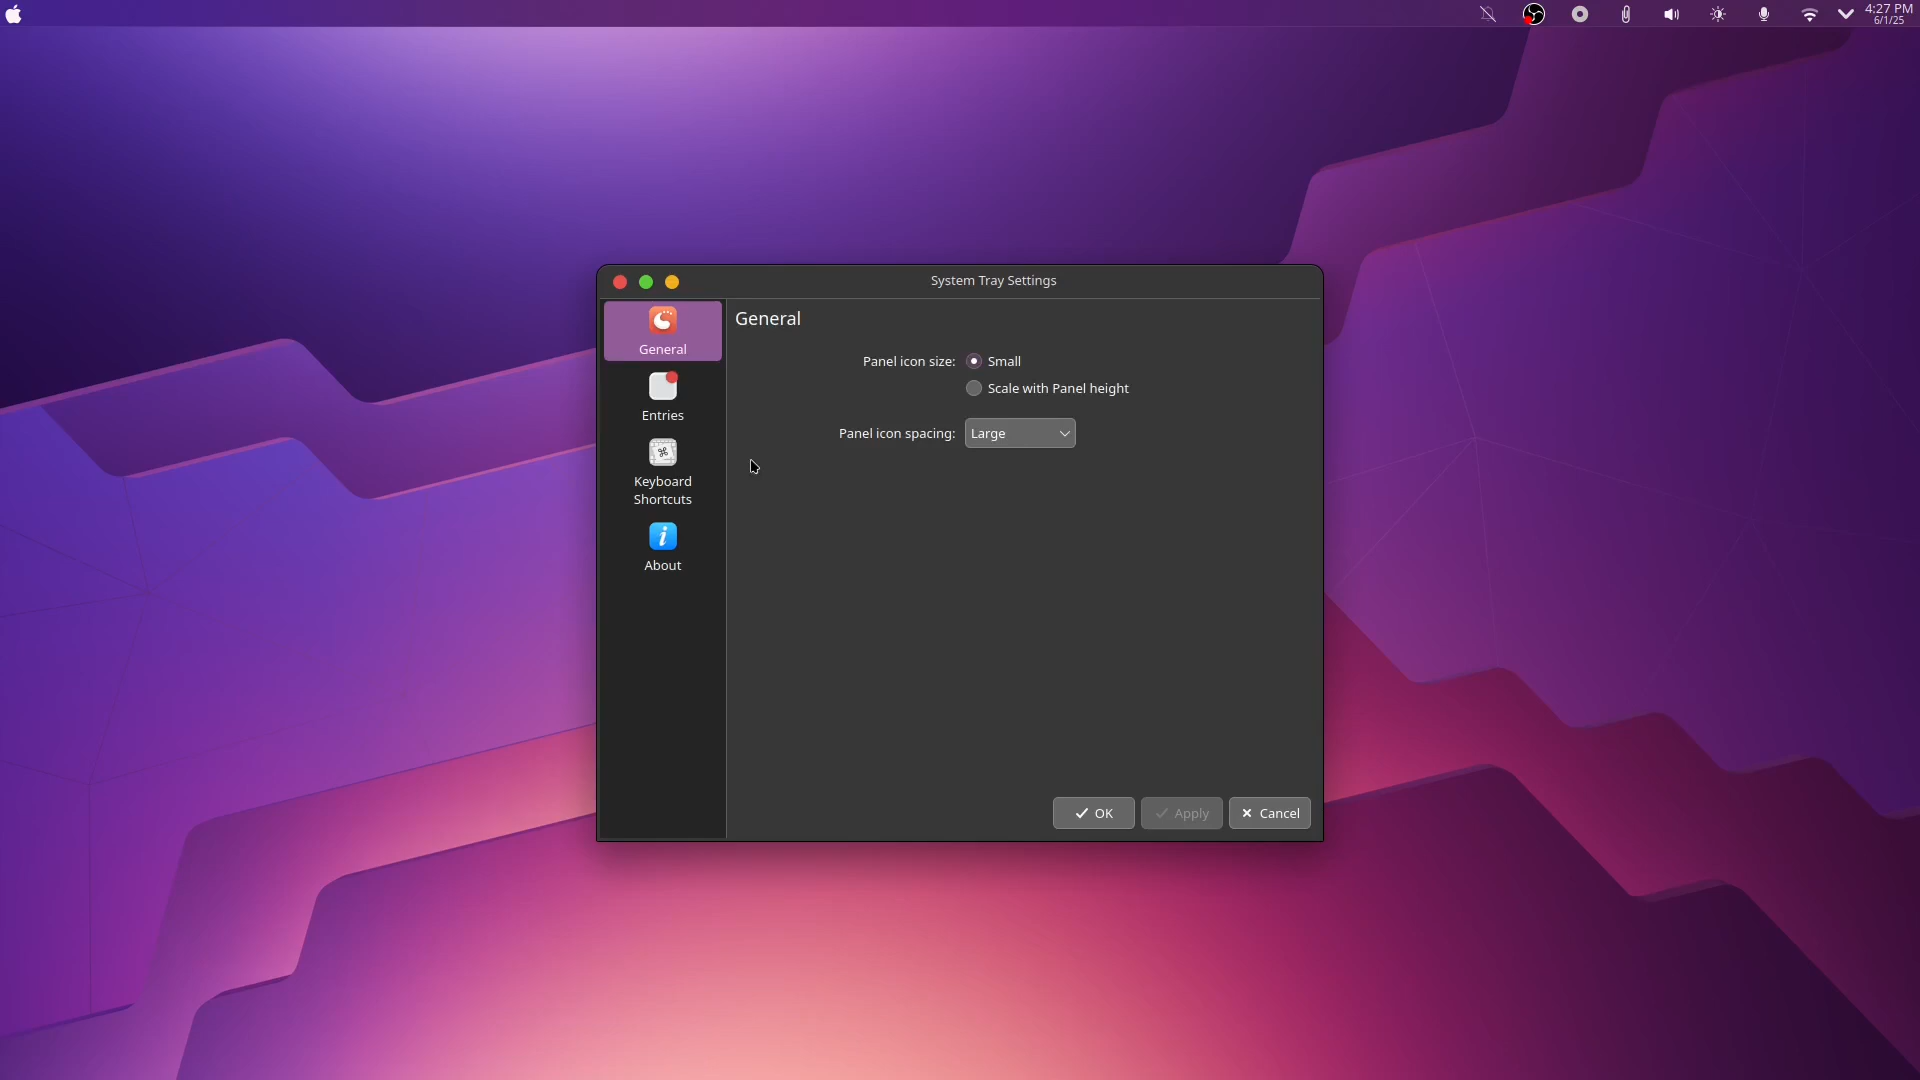 4:27 PM
6/1/25
System Tray Settings
General
Entries
Keyboard
Shortcuts
About
General
Panel icon size:
Small
Scale with Panel height
Panel icon spacing:
Large
OK
Apply
Cancel